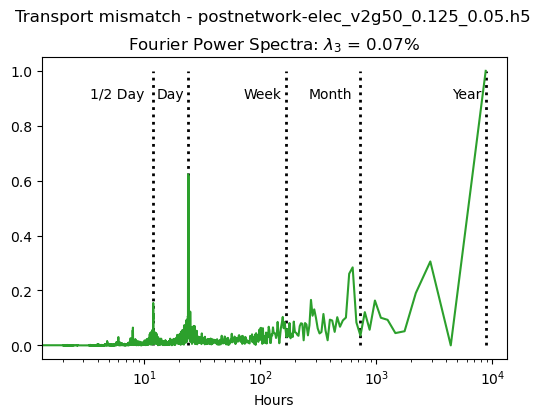 Transport mismatch - postnetwork-elec_v2g50_0.125_0.05.h5
Fourier Power Spectra: λ₃ = 0.07%
1.0
1/2 Day Day Week Month Year
0.8
0.6
0.4
0.2
0.0
10¹ 10² 10³ 10⁴
Hours